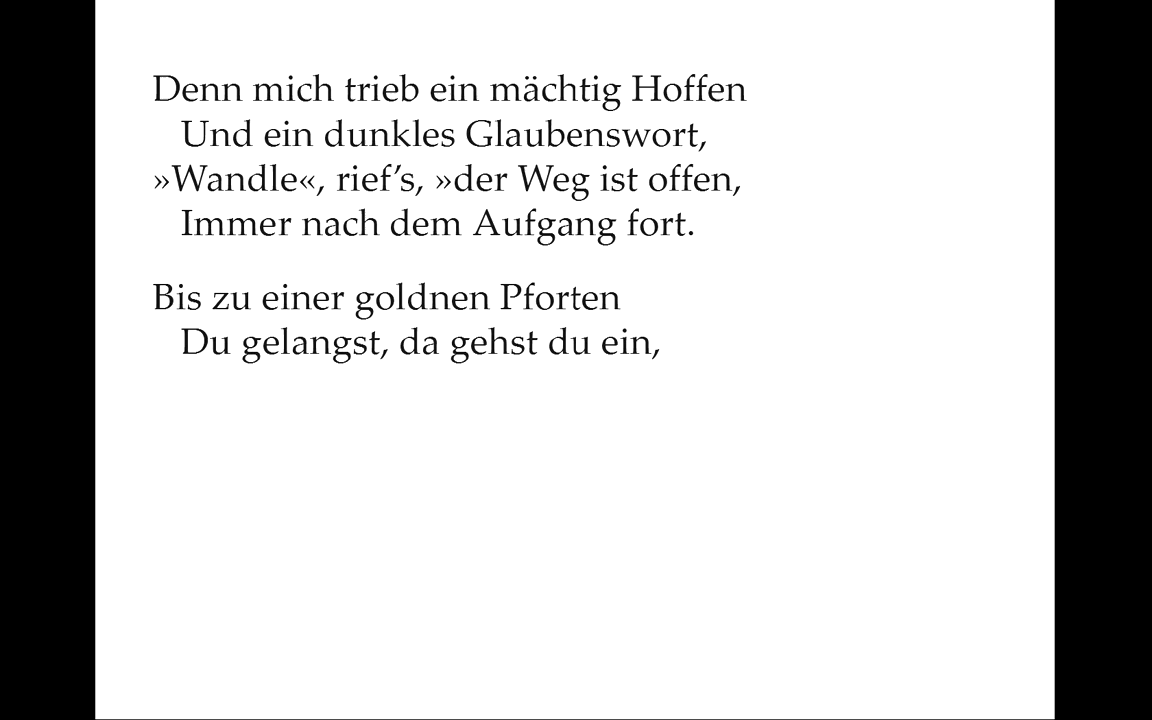 Denn mich trieb ein mächtig Hoffen
Und ein dunkles Glaubenswort,
»Wandle«, rief’s, »der Weg ist offen,
Immer nach dem Aufgang fort.
Bis zu einer goldnen Pforten
Du gelangst, da gehst du ein,